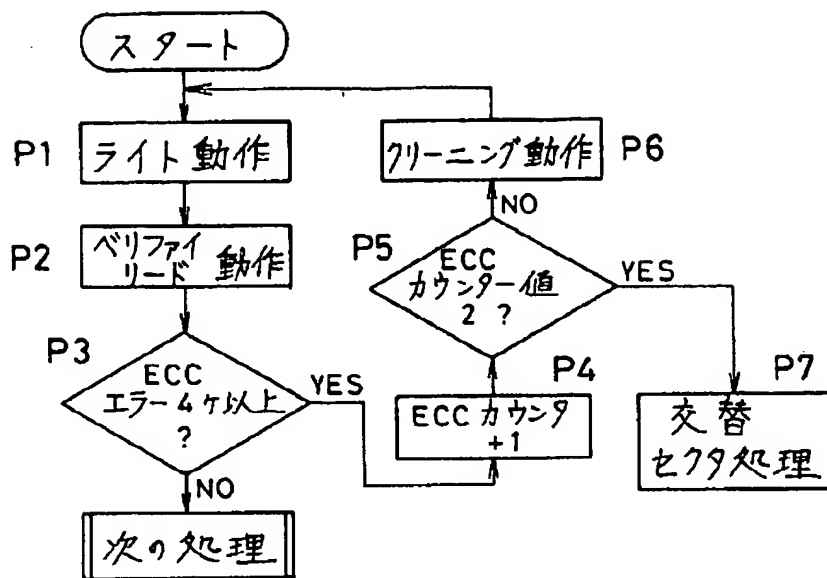 スタート
P1
ライト動作
P2
ベリファイ
リード 動作
P3
ECC
エラー4ヶ以上
?
YES
NO
次の処理
P4
ECCカウンタ
+1
P5
ECC
カウンター値
2 ?
NO
YES
P6
クリーニング動作
P7
交替
セクタ処理